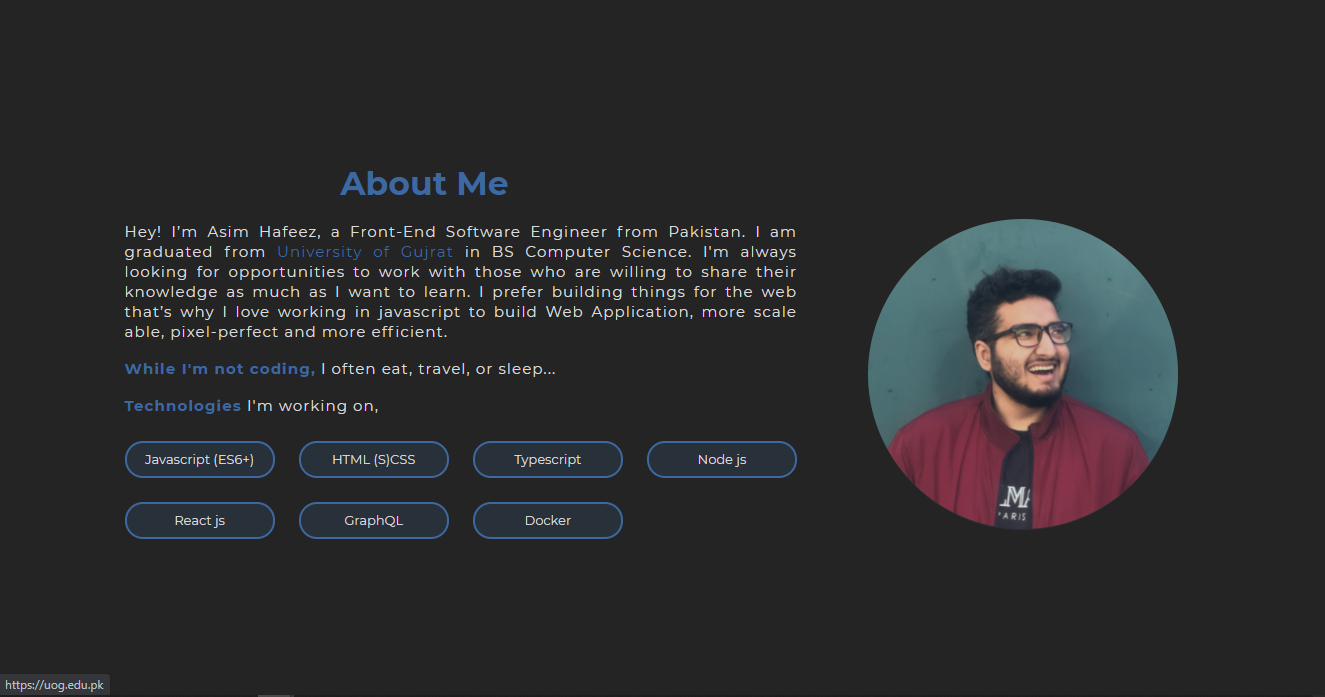 About Me
Hey! I’m Asim Hafeez, a Front-End Software Engineer from Pakistan. I am
graduated from University of Gujrat in BS Computer Science. I'm always
looking for opportunities to work with those who are willing to share their
knowledge as much as I want to learn. I prefer building things for the web
that’s why I love working in javascript to build Web Application, more scale
able, pixel-perfect and more efficient.
While I'm not coding, I often eat, travel, or sleep...
Technologies I'm working on,
Javascript (ES6+) HTML (S)CSS Typescript Node js
React js GraphQL Docker
ARIS
https://uog.edu.pk